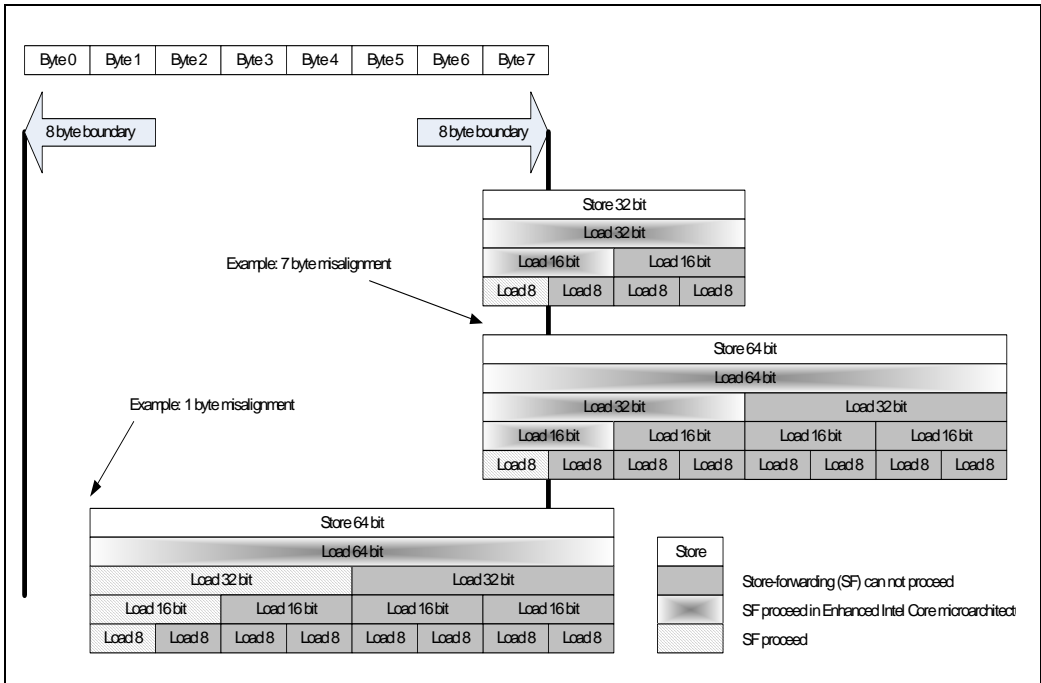 Byte 0 Byte 1 Byte 2 Byte 3 Byte 4 Byte 5 Byte 6 Byte 7
8 byte boundary 8 byte boundary
Store 32 bit
Load 32 bit
Example: 7 byte misalignment
Load 16 bit Load 16 bit
Load 8 Load 8 Load 8 Load 8
Store 64 bit
Load 64 bit
Example: 1 byte misalignment
Load 32 bit Load 32 bit
Load 16 bit Load 16 bit Load 16 bit Load 16 bit
Load 8 Load 8 Load 8 Load 8 Load 8 Load 8 Load 8 Load 8
Store 64 bit
Load 64 bit
Load 32 bit Load 32 bit
Load 16 bit Load 16 bit Load 16 bit Load 16 bit
Load 8 Load 8 Load 8 Load 8 Load 8 Load 8 Load 8 Load 8
Store
Store-forwarding (SF) can not proceed
SF proceed in Enhanced Intel Core microarchitect
SF proceed